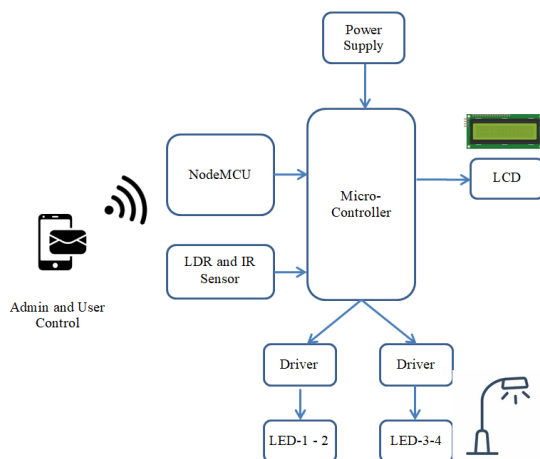 Power
Supply
NodeMCU
Micro-
Controller
LCD
LDR and IR
Sensor
Admin and User
Control
Driver
Driver
LED-1 - 2
LED-3-4